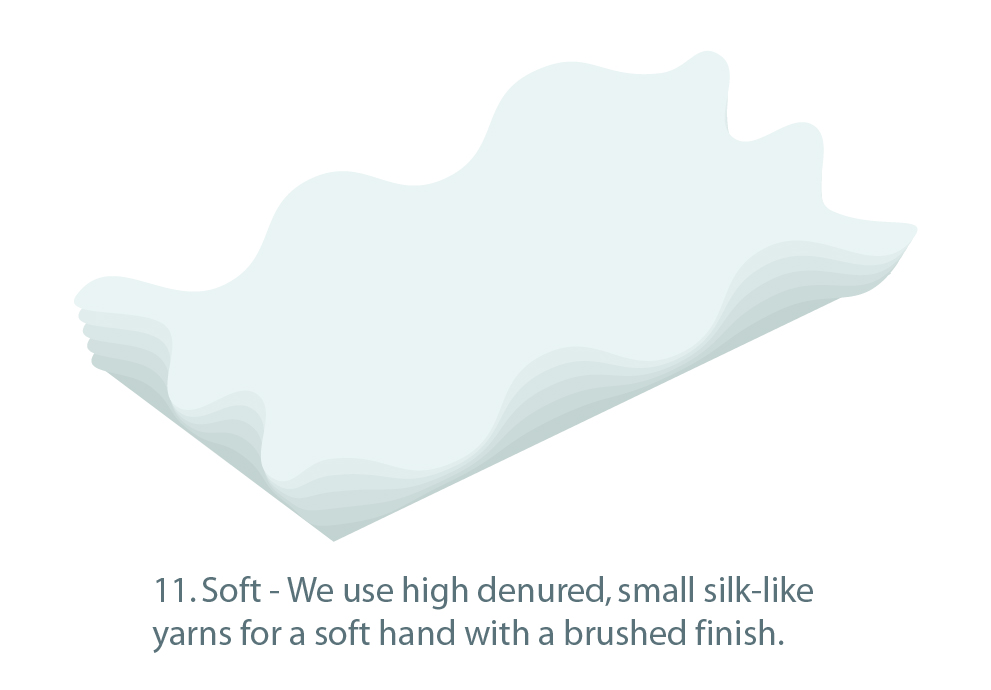 11. Soft - We use high denured, small silk-like
yarns for a soft hand with a brushed finish.